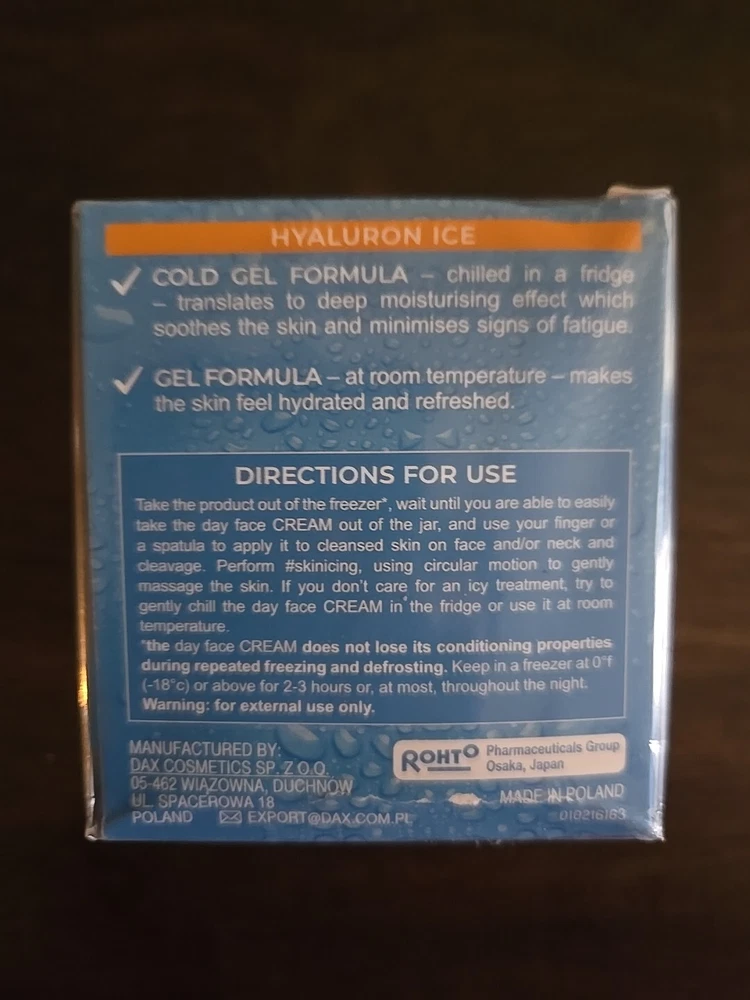 HYALURON ICE
COLD GEL FORMULA – chilled in a fridge
– translates to deep moisturising effect which
soothes the skin and minimises signs of fatigue.
GEL FORMULA – at room temperature – makes
the skin feel hydrated and refreshed.
DIRECTIONS FOR USE
Take the product out of the freezer*, wait until you are able to easily
take the day face CREAM out of the jar, and use your finger or
a spatula to apply it to cleansed skin on face and/or neck and
cleavage. Perform #skinicing, using circular motion to gently
massage the skin. If you don't care for an icy treatment, try to
gently chill the day face CREAM in the fridge or use it at room
temperature.
*the day face CREAM does not lose its conditioning properties
during repeated freezing and defrosting. Keep in a freezer at 0°f
(-18°c) or above for 2-3 hours or, at most, throughout the night.
Warning: for external use only.
MANUFACTURED BY:
DAX COSMETICS SP. Z O.O.
05-462 WIĄZOWNA, DUCHNÓW
UL. SPACEROWA 18
POLAND EXPORT@DAX.COM.PL
ROHTO Pharmaceuticals Group
Osaka, Japan
MADE IN POLAND